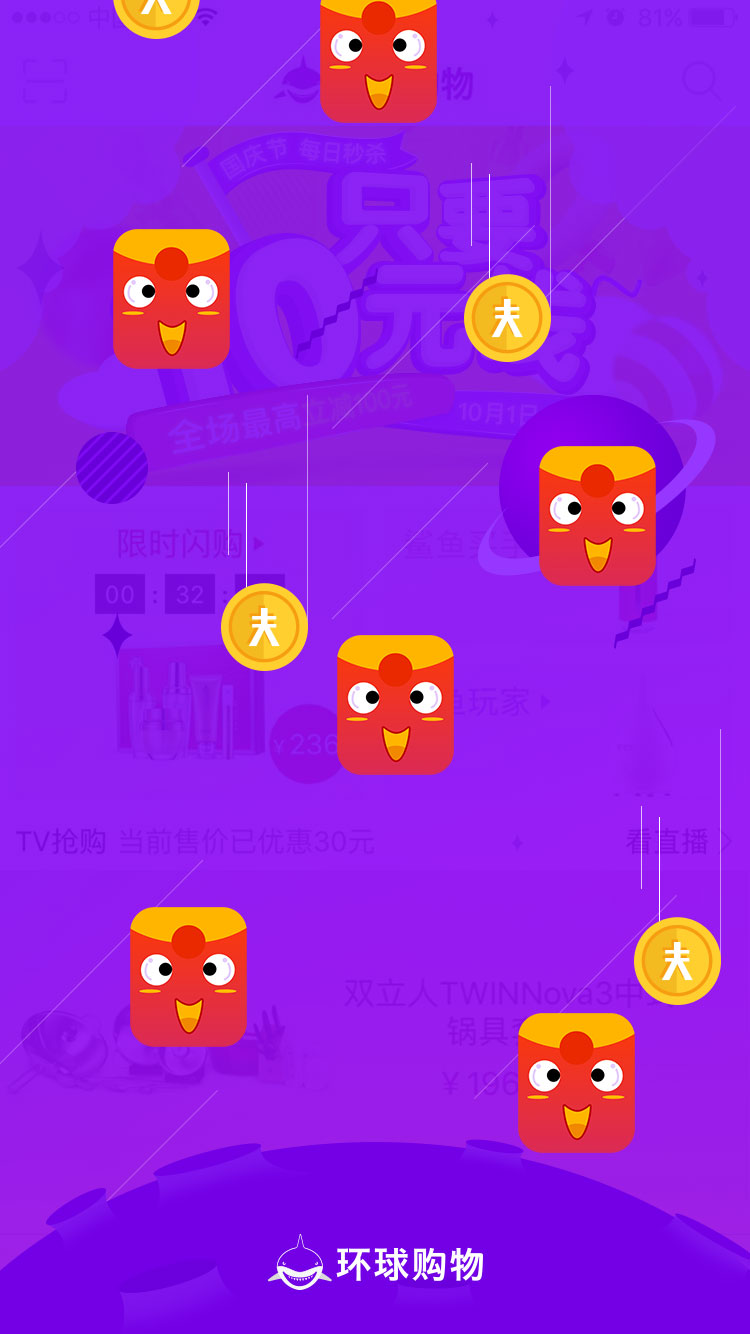 81%
购物
国庆节 每日秒杀
只要
10元钱
全场最高立减100元
10月1日
限时闪购
00 : 32 :
¥236
鱼玩家
TV抢购 当前售价已优惠30元
看直播
双立人TWINNova3中
锅具
¥196
环球购物